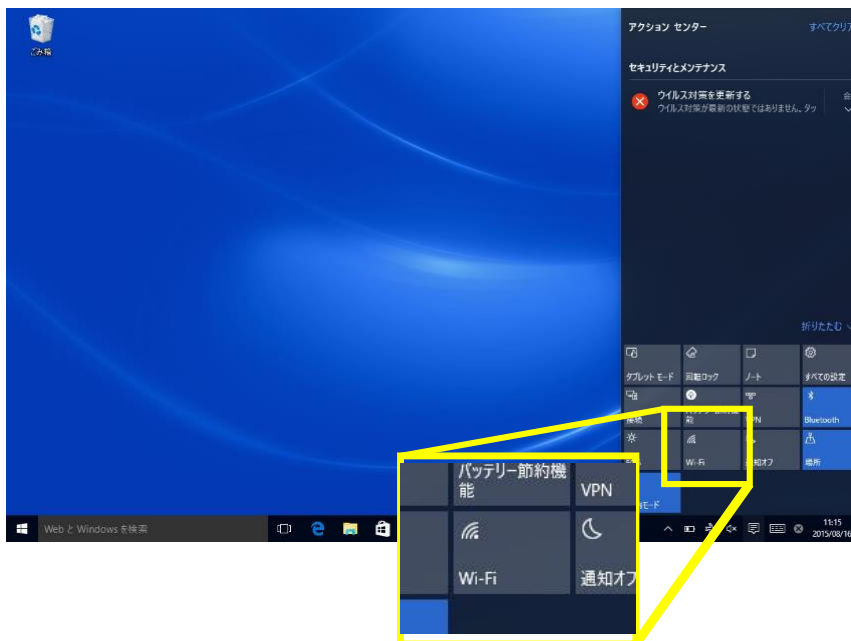 ごみ箱
アクション センター
すべてクリア
セキュリティとメンテナンス
ウイルス対策を更新する
ウイルス対策が最新の状態ではありません。タッ
折りたたむ
タブレット モード
回転ロック
ノート
すべての設定
接続
能
VPN
Bluetooth
Wi-Fi
通知オフ
場所
バッテリー節約機
能
VPN
Wi-Fi
通知オフ
Web と Windows を検索
11:15
2015/08/16